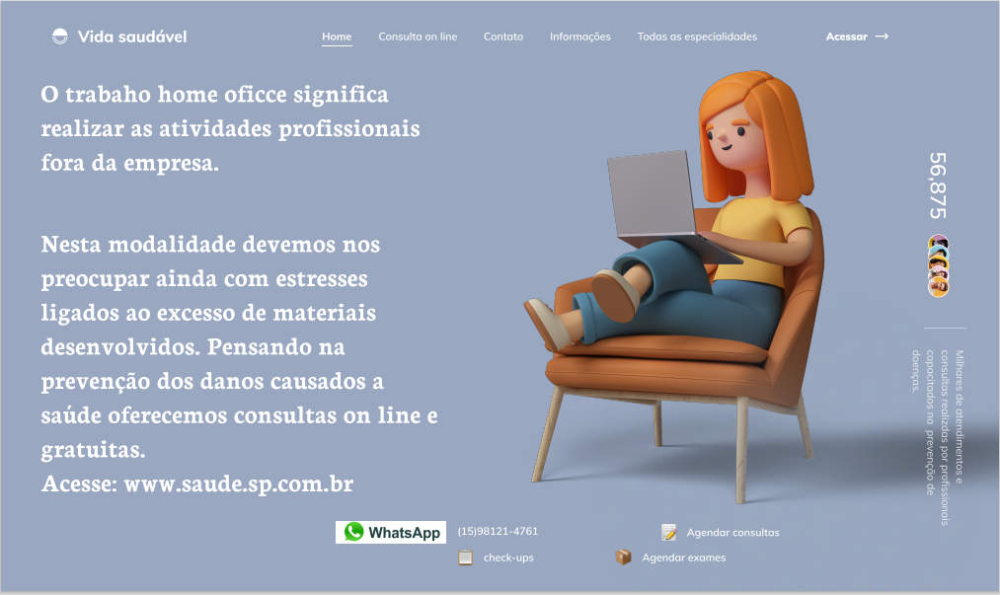 Vida saudável
Home Consulta on line Contato Informações Todas as especialidades Acessar
O trabaho home oficce significa
realizar as atividades profissionais
fora da empresa.
Nesta modalidade devemos nos
preocupar ainda com estresses
ligados ao excesso de materiais
desenvolvidos. Pensando na
prevenção dos danos causados a
saúde oferecemos consultas on line e
gratuitas.
Acesse: www.saude.sp.com.br
56,875
Milhares de atendimentos e
consultas realizdas por profissionais
capacitados na prevenção de
doenças.
WhatsApp (15)98121-4761
Agendar consultas
check-ups
Agendar exames